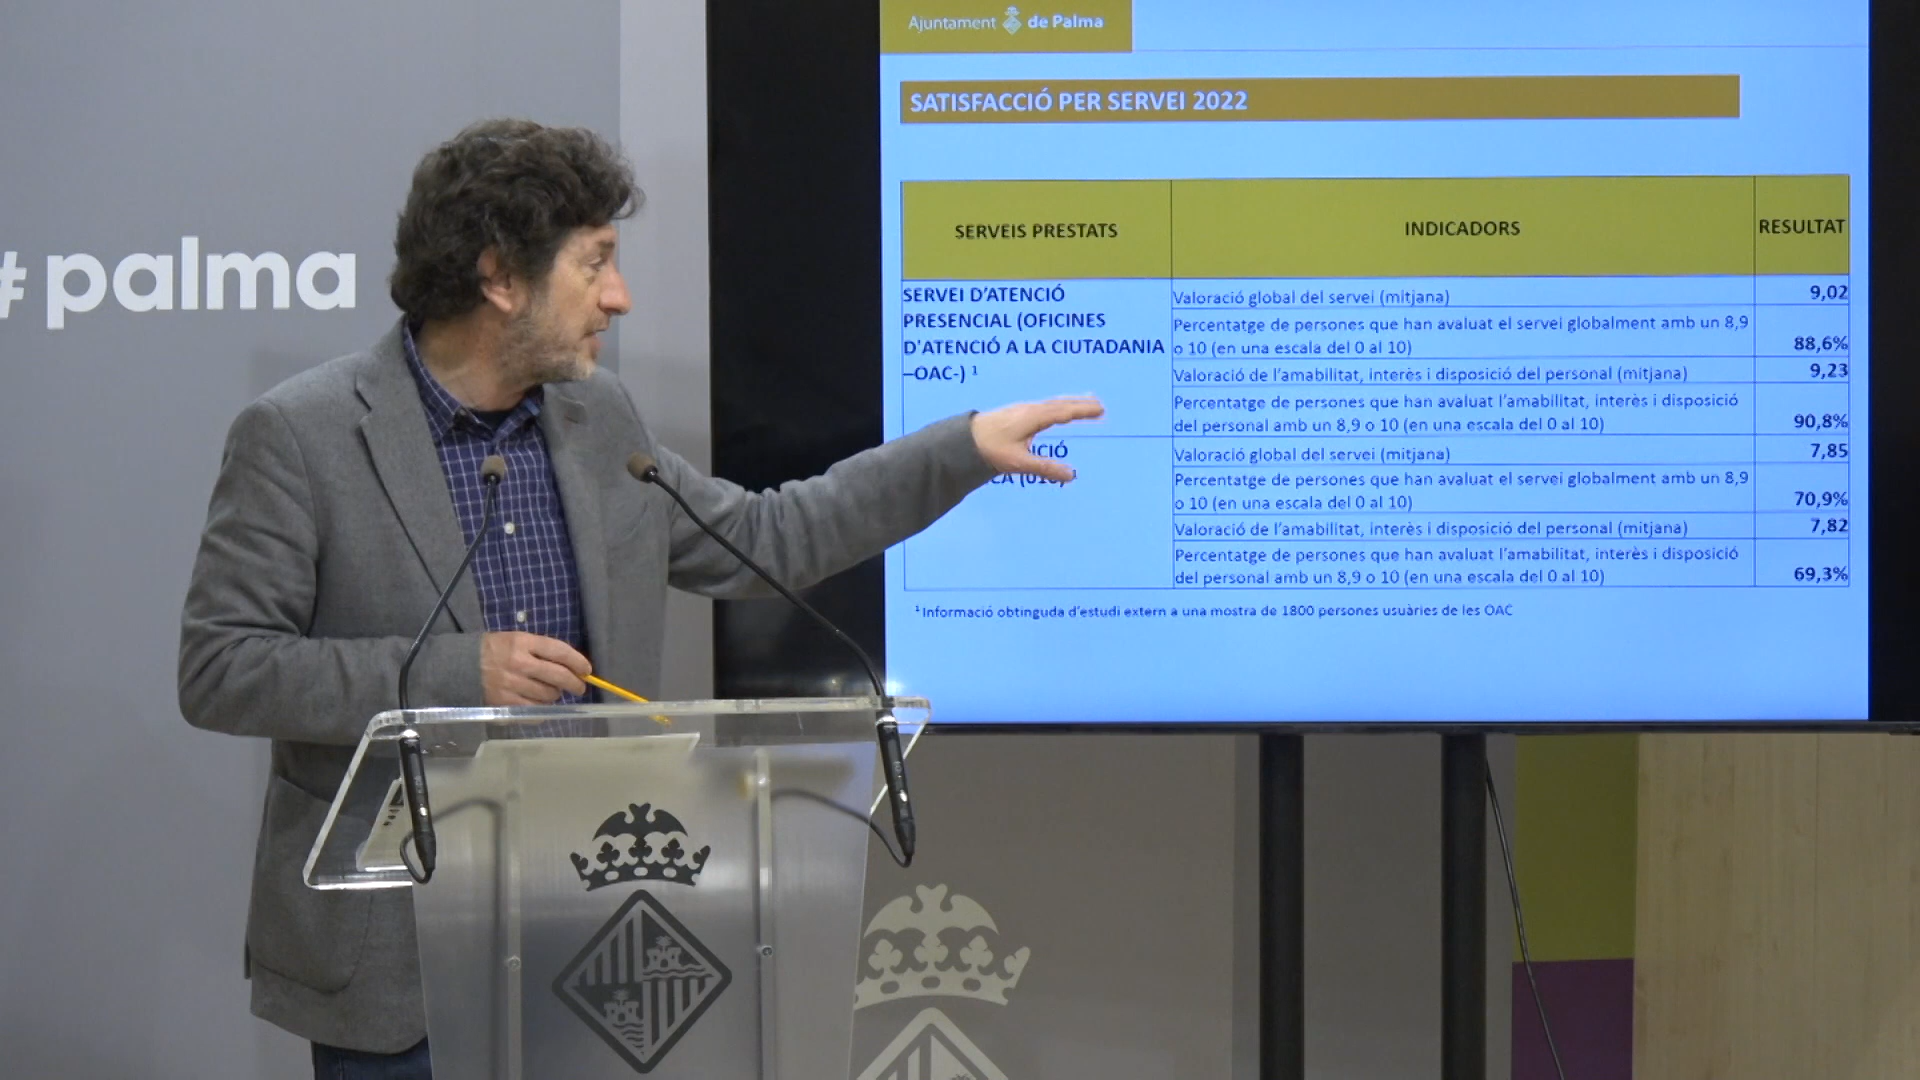 Ajuntament de Palma
SATISFACCIÓ PER SERVEI 2022
#palma
SERVEIS PRESTATS
INDICADORS
RESULTAT
SERVEI D'ATENCIÓ
PRESENCIAL (OFICINES
D'ATENCIÓ A LA CIUTADANIA
–OAC-) ¹
Valoració global del servei (mitjana)
9,02
Percentatge de persones que han avaluat el servei globalment amb un 8,9
o 10 (en una escala del 0 al 10)
88,6%
Valoració de l'amabilitat, interès i disposició del personal (mitjana)
9,23
Percentatge de persones que han avaluat l'amabilitat, interès i disposició
del personal amb un 8,9 o 10 (en una escala del 0 al 10)
90,8%
Valoració global del servei (mitjana)
7,85
Percentatge de persones que han avaluat el servei globalment amb un 8,9
o 10 (en una escala del 0 al 10)
70,9%
Valoració de l'amabilitat, interès i disposició del personal (mitjana)
7,82
Percentatge de persones que han avaluat l'amabilitat, interès i disposició
del personal amb un 8,9 o 10 (en una escala del 0 al 10)
69,3%
¹ Informació obtinguda d'estudi extern a una mostra de 1800 persones usuàries de les OAC